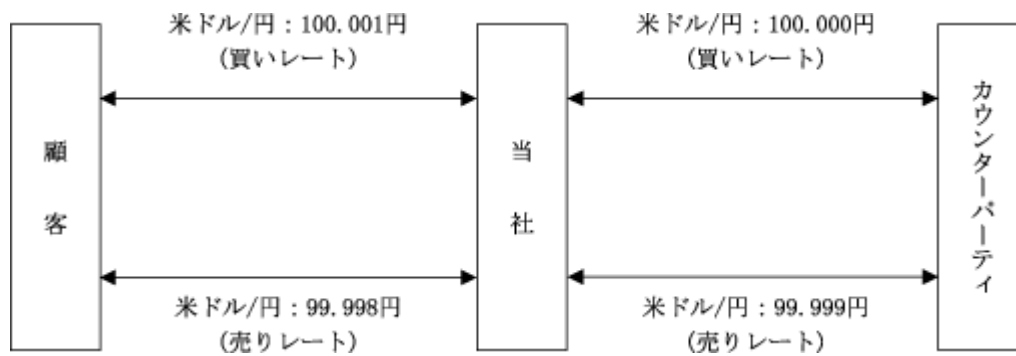 米ドル/円：100.001円
(買いレート)
米ドル/円：100.000円
(買いレート)
顧客
当社
カウンターパーティ
米ドル/円：99.998円
(売りレート)
米ドル/円：99.999円
(売りレート)